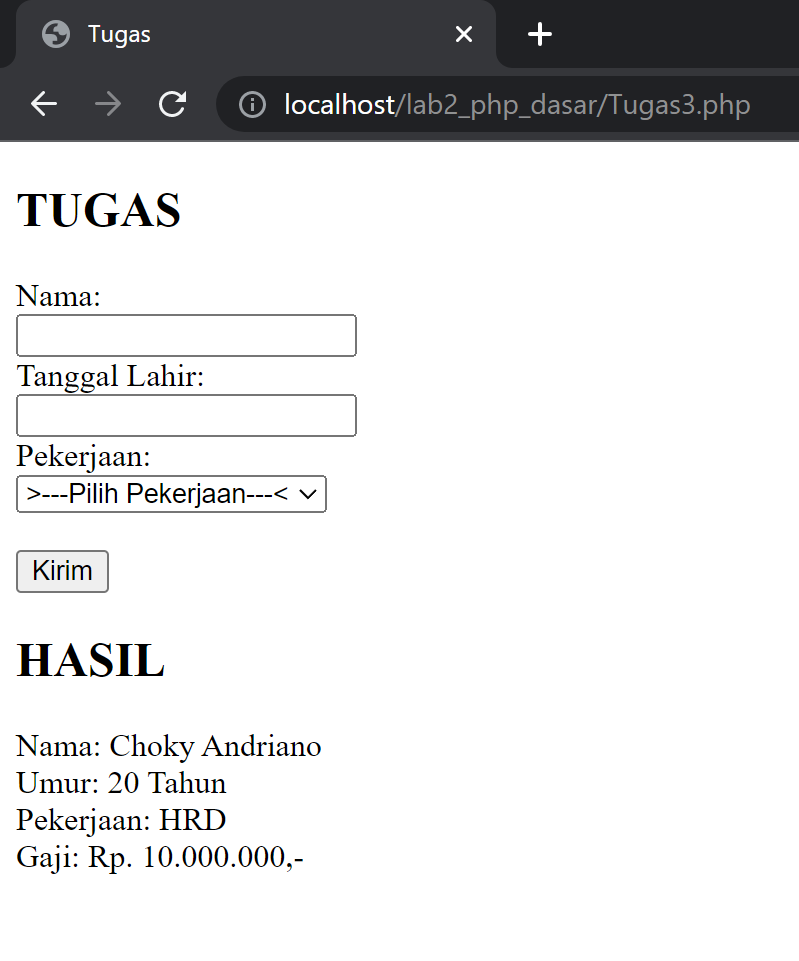 Tugas
localhost/lab2_php_dasar/Tugas3.php
TUGAS
Nama:
Tanggal Lahir:
Pekerjaan:
>---Pilih Pekerjaan---<
Kirim
HASIL
Nama: Choky Andriano
Umur: 20 Tahun
Pekerjaan: HRD
Gaji: Rp. 10.000.000,-